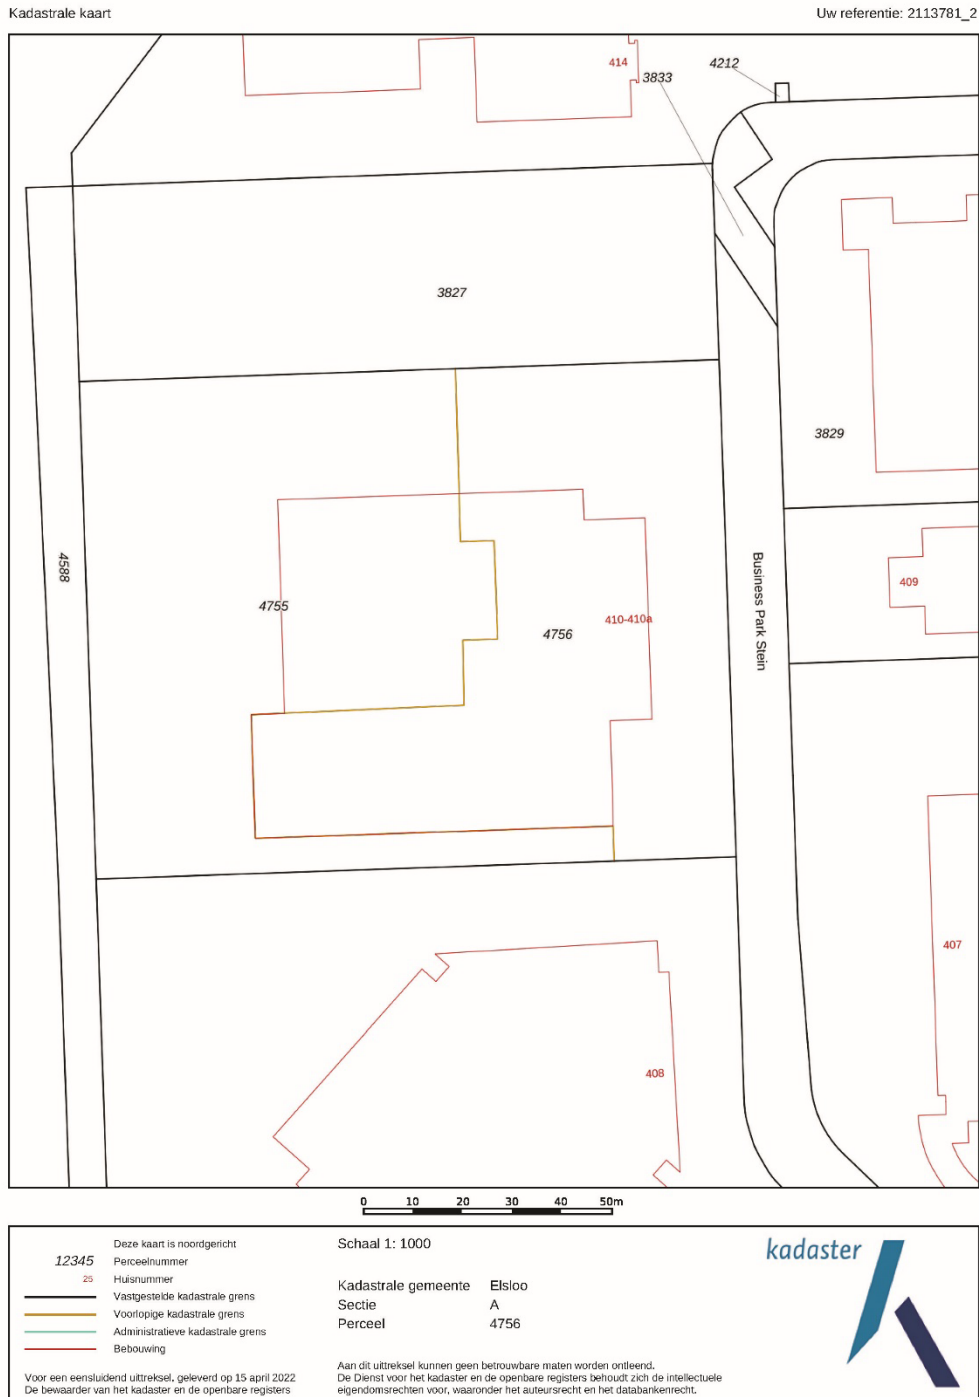 Kadastrale kaart
Uw referentie: 2113781_2
414
3833
4212
3827
3829
4588
4755
4756
410-410a
Business Park Stein
409
407
408
0 10 20 30 40 50m
Deze kaart is noordgericht
12345 Perceelnummer
25 Huisnummer
Vastgestelde kadastrale grens
Voorlopige kadastrale grens
Administratieve kadastrale grens
Bebouwing
Voor een eensluidend uittreksel, geleverd op 15 april 2022
De bewaarder van het kadaster en de openbare registers
Schaal 1: 1000
Kadastrale gemeente Elsloo
Sectie A
Perceel 4756
Aan dit uittreksel kunnen geen betrouwbare maten worden ontleend.
De Dienst voor het kadaster en de openbare registers behoudt zich de intellectuele
eigendomsrechten voor, waaronder het auteursrecht en het databankenrecht.
kadaster